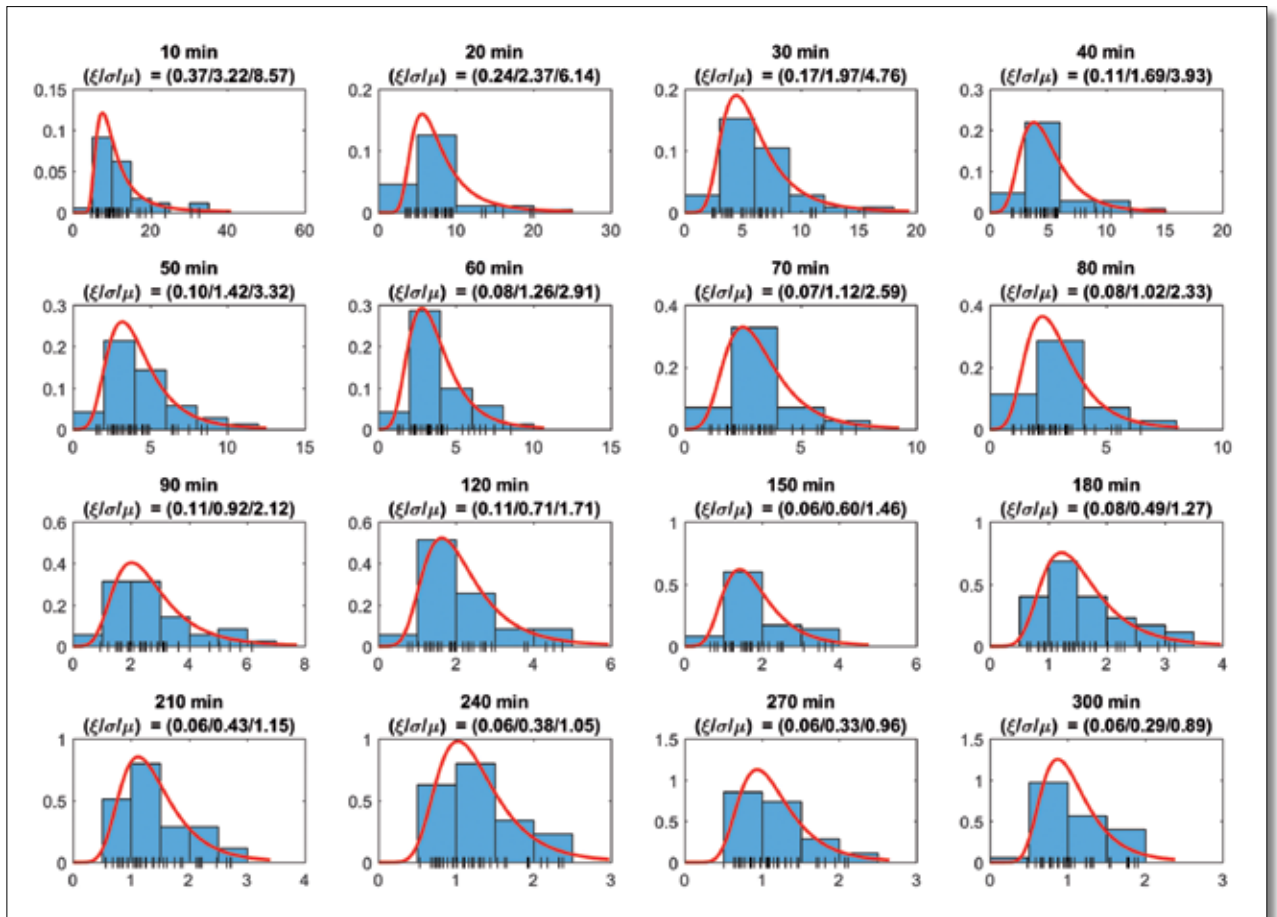 10 min
(ξ/σ/μ) = (0.37/3.22/8.57)
0.15
0.1
0.05
0
0 20 40 60
20 min
(ξ/σ/μ) = (0.24/2.37/6.14)
0.2
0.1
0
0 10 20 30
30 min
(ξ/σ/μ) = (0.17/1.97/4.76)
0.2
0.1
0
0 5 10 15 20
40 min
(ξ/σ/μ) = (0.11/1.69/3.93)
0.3
0.2
0.1
0
0 5 10 15 20
50 min
(ξ/σ/μ) = (0.10/1.42/3.32)
0.3
0.2
0.1
0
0 5 10 15
60 min
(ξ/σ/μ) = (0.08/1.26/2.91)
0.3
0.2
0.1
0
0 5 10 15
70 min
(ξ/σ/μ) = (0.07/1.12/2.59)
0.4
0.2
0
0 5 10
80 min
(ξ/σ/μ) = (0.08/1.02/2.33)
0.4
0.2
0
0 5 10
90 min
(ξ/σ/μ) = (0.11/0.92/2.12)
0.6
0.4
0.2
0
0 2 4 6 8
120 min
(ξ/σ/μ) = (0.11/0.71/1.71)
0.6
0.4
0.2
0
0 2 4 6
150 min
(ξ/σ/μ) = (0.06/0.60/1.46)
1
0.5
0
0 2 4 6
180 min
(ξ/σ/μ) = (0.08/0.49/1.27)
1
0.5
0
0 1 2 3 4
210 min
(ξ/σ/μ) = (0.06/0.43/1.15)
1
0.5
0
0 1 2 3 4
240 min
(ξ/σ/μ) = (0.06/0.38/1.05)
1
0.5
0
0 1 2 3
270 min
(ξ/σ/μ) = (0.06/0.33/0.96)
1.5
1
0.5
0
0 1 2 3
300 min
(ξ/σ/μ) = (0.06/0.29/0.89)
1.5
1
0.5
0
0 1 2 3